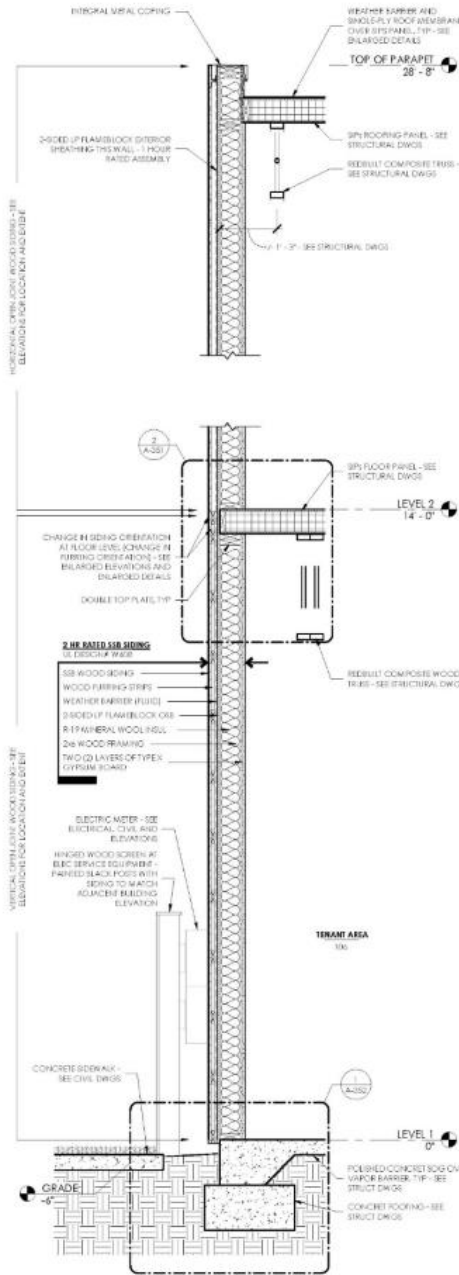 INTEGRAL METAL COPING
WEATHER BARRIER AND
SINGLE-PLY ROOF MEMBRANE
OVER SIPS PANEL, TYP - SEE
ENLARGED DETAILS
TOP OF PARAPET
28' - 8"
2-SIDED LP FLAMEBLOCK EXTERIOR
SHEATHING THIS WALL - 1 HOUR
RATED ASSEMBLY
SIPs ROOFING PANEL - SEE
STRUCTURAL DWGS
REDBUILT COMPOSITE TRUSS -
SEE STRUCTURAL DWGS
+/- 1' - 3" - SEE STRUCTURAL DWGS
HORIZONTAL OPEN JOINT WOOD SIDING - SEE
ELEVATIONS FOR LOCATION AND EXTENT
2
A-351
SIPs FLOOR PANEL - SEE
STRUCTURAL DWGS
LEVEL 2
14' - 0"
CHANGE IN SIDING ORIENTATION
AT FLOOR LEVEL (CHANGE IN
FURRING ORIENTATION) - SEE
ENLARGED ELEVATIONS AND
ENLARGED DETAILS
DOUBLE TOP PLATE, TYP
2 HR RATED SSB SIDING
UL DESIGN# W408
SSB WOOD SIDING
WOOD FURRING STRIPS
WEATHER BARRIER (FLUID)
2-SIDED LP FLAMEBLOCK OSB
R-19 MINERAL WOOL INSUL
2x6 WOOD FRAMING
TWO (2) LAYERS OF TYPE X
GYPSUM BOARD
REDBUILT COMPOSITE WOOD
TRUSS - SEE STRUCTURAL DWG
VERTICAL OPEN JOINT WOOD SIDING - SEE
ELEVATIONS FOR LOCATION AND EXTENT
ELECTRIC METER - SEE
ELECTRICAL, CIVIL AND
ELEVATIONS
HINGED WOOD SCREEN AT
ELEC SERVICE EQUIPMENT -
PAINTED BLACK POSTS WITH
SIDING TO MATCH
ADJACENT BUILDING
ELEVATION
TENANT AREA
106
CONCRETE SIDEWALK -
SEE CIVIL DWGS
1
A-352
LEVEL 1
0"
GRADE
-6"
POLISHED CONCRET SOG ON
VAPOR BARRIER, TYP - SEE
STRUCT DWGS
CONCRET FOOTING - SEE
STRUCT DWGS